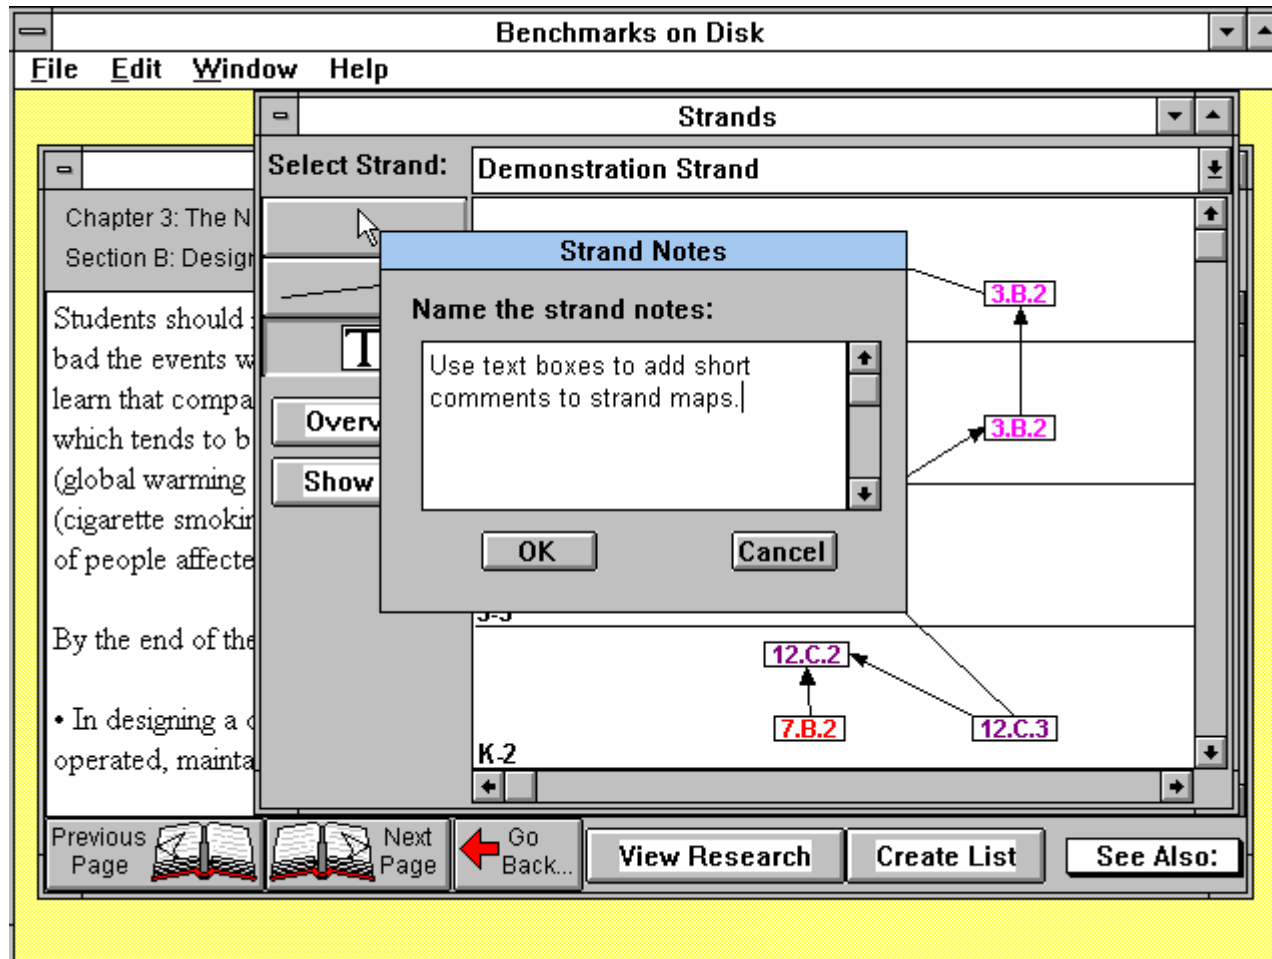 Benchmarks on Disk
File Edit Window Help
Strands
Select Strand:
Demonstration Strand
Chapter 3: The N
Section B: Design
Students should
bad the events w
learn that compa
which tends to b
(global warming
(cigarette smokin
of people affecte
By the end of the
• In designing a
operated, mainta
T
Overv
Show
Strand Notes
Name the strand notes:
Use text boxes to add short
comments to strand maps.
OK
Cancel
3.B.2
3.B.2
3-5
12.C.2
7.B.2
12.C.3
K-2
Previous
Page
Next
Page
Go
Back...
View Research
Create List
See Also: